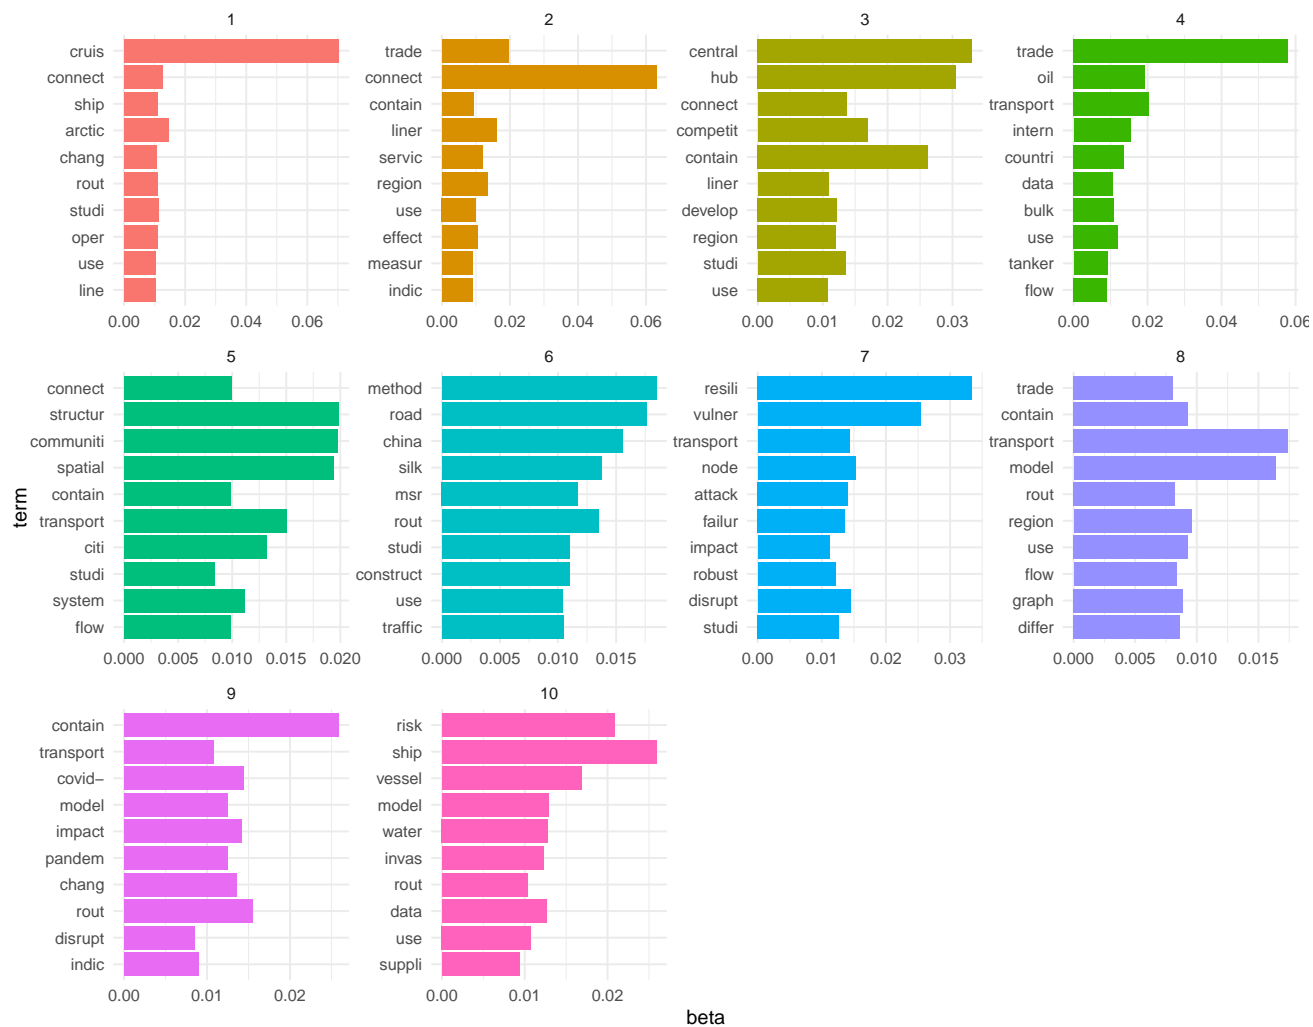 1
cruis
connect
ship
arctic
chang
rout
studi
oper
use
line
0.00 0.02 0.04 0.06
2
trade
connect
contain
liner
servic
region
use
effect
measur
indic
0.00 0.02 0.04 0.06
3
central
hub
connect
competit
contain
liner
develop
region
studi
use
0.00 0.01 0.02 0.03
4
trade
oil
transport
intern
countri
data
bulk
use
tanker
flow
0.00 0.02 0.04 0.06
term
5
connect
structur
communiti
spatial
contain
transport
citi
studi
system
flow
0.000 0.005 0.010 0.015 0.020
6
method
road
china
silk
msr
rout
studi
construct
use
traffic
0.000 0.005 0.010 0.015
7
resili
vulner
transport
node
attack
failur
impact
robust
disrupt
studi
0.00 0.01 0.02 0.03
8
trade
contain
transport
model
rout
region
use
flow
graph
differ
0.000 0.005 0.010 0.015
9
contain
transport
covid−
model
impact
pandem
chang
rout
disrupt
indic
0.00 0.01 0.02
10
risk
ship
vessel
model
water
invas
rout
data
use
suppli
0.00 0.01 0.02
beta